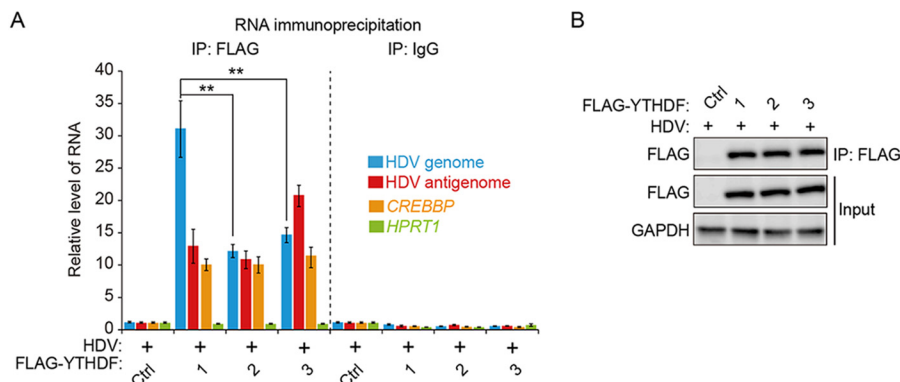 A
RNA immunoprecipitation
IP: FLAG
IP: IgG
**
**
Relative level of RNA
40
35
30
25
20
15
10
5
0
HDV genome
HDV antigenome
CREBBP
HPRT1
HDV: + + + + + + + +
FLAG-YTHDF: Ctrl 1 2 3 Ctrl 1 2 3
B
FLAG-YTHDF: Ctrl 1 2 3
HDV: + + + +
FLAG IP: FLAG
FLAG
GAPDH
Input